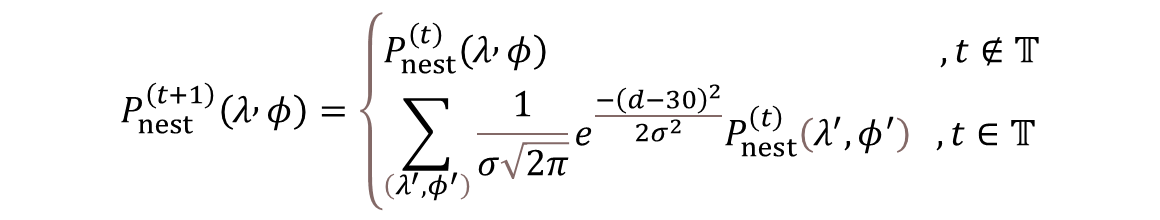 P_nest^(t+1)(λ, ϕ) = { P_nest^(t)(λ, ϕ) , t ∉ 𝕋
∑_(λ′,ϕ′) 1/(σ√2π) e^(−(d−30)²/2σ²) P_nest^(t)(λ′, ϕ′) , t ∈ 𝕋